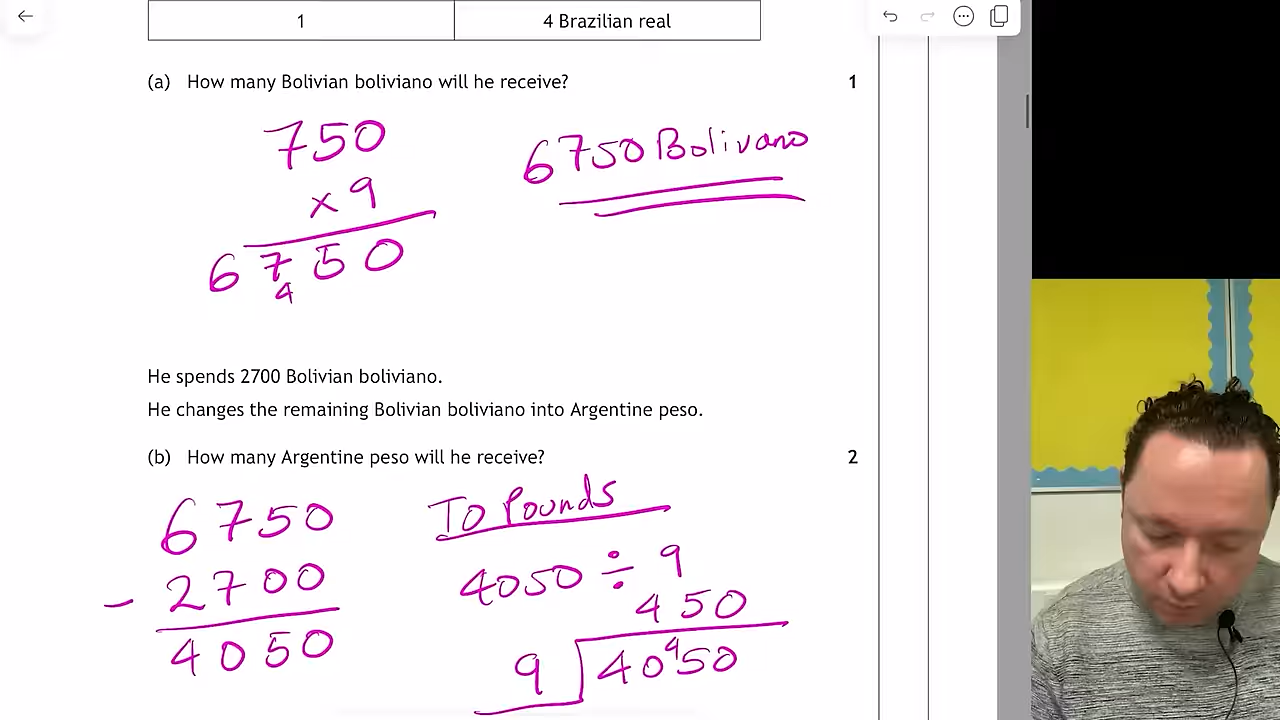 1 4 Brazilian real
(a) How many Bolivian boliviano will he receive? 1
750
× 9
6750
4
6750 Bolivano
He spends 2700 Bolivian boliviano.
He changes the remaining Bolivian boliviano into Argentine peso.
(b) How many Argentine peso will he receive? 2
6750
- 2700
4050
To Pounds
4050 ÷ 9
450
9 40⁴50